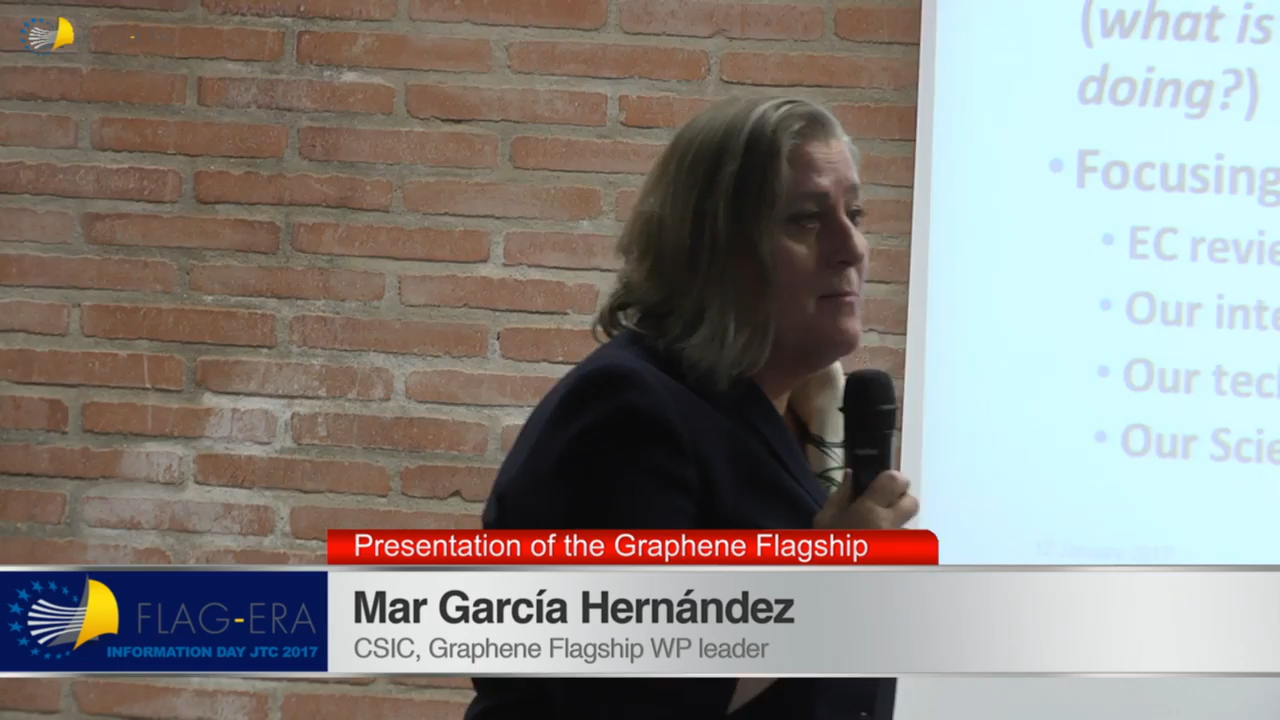 (what is
doing?)
• Focusing
• EC revie
• Our inte
• Our tec
• Our Scie
Presentation of the Graphene Flagship
Mar García Hernández
CSIC, Graphene Flagship WP leader
FLAG-ERA
INFORMATION DAY JTC 2017